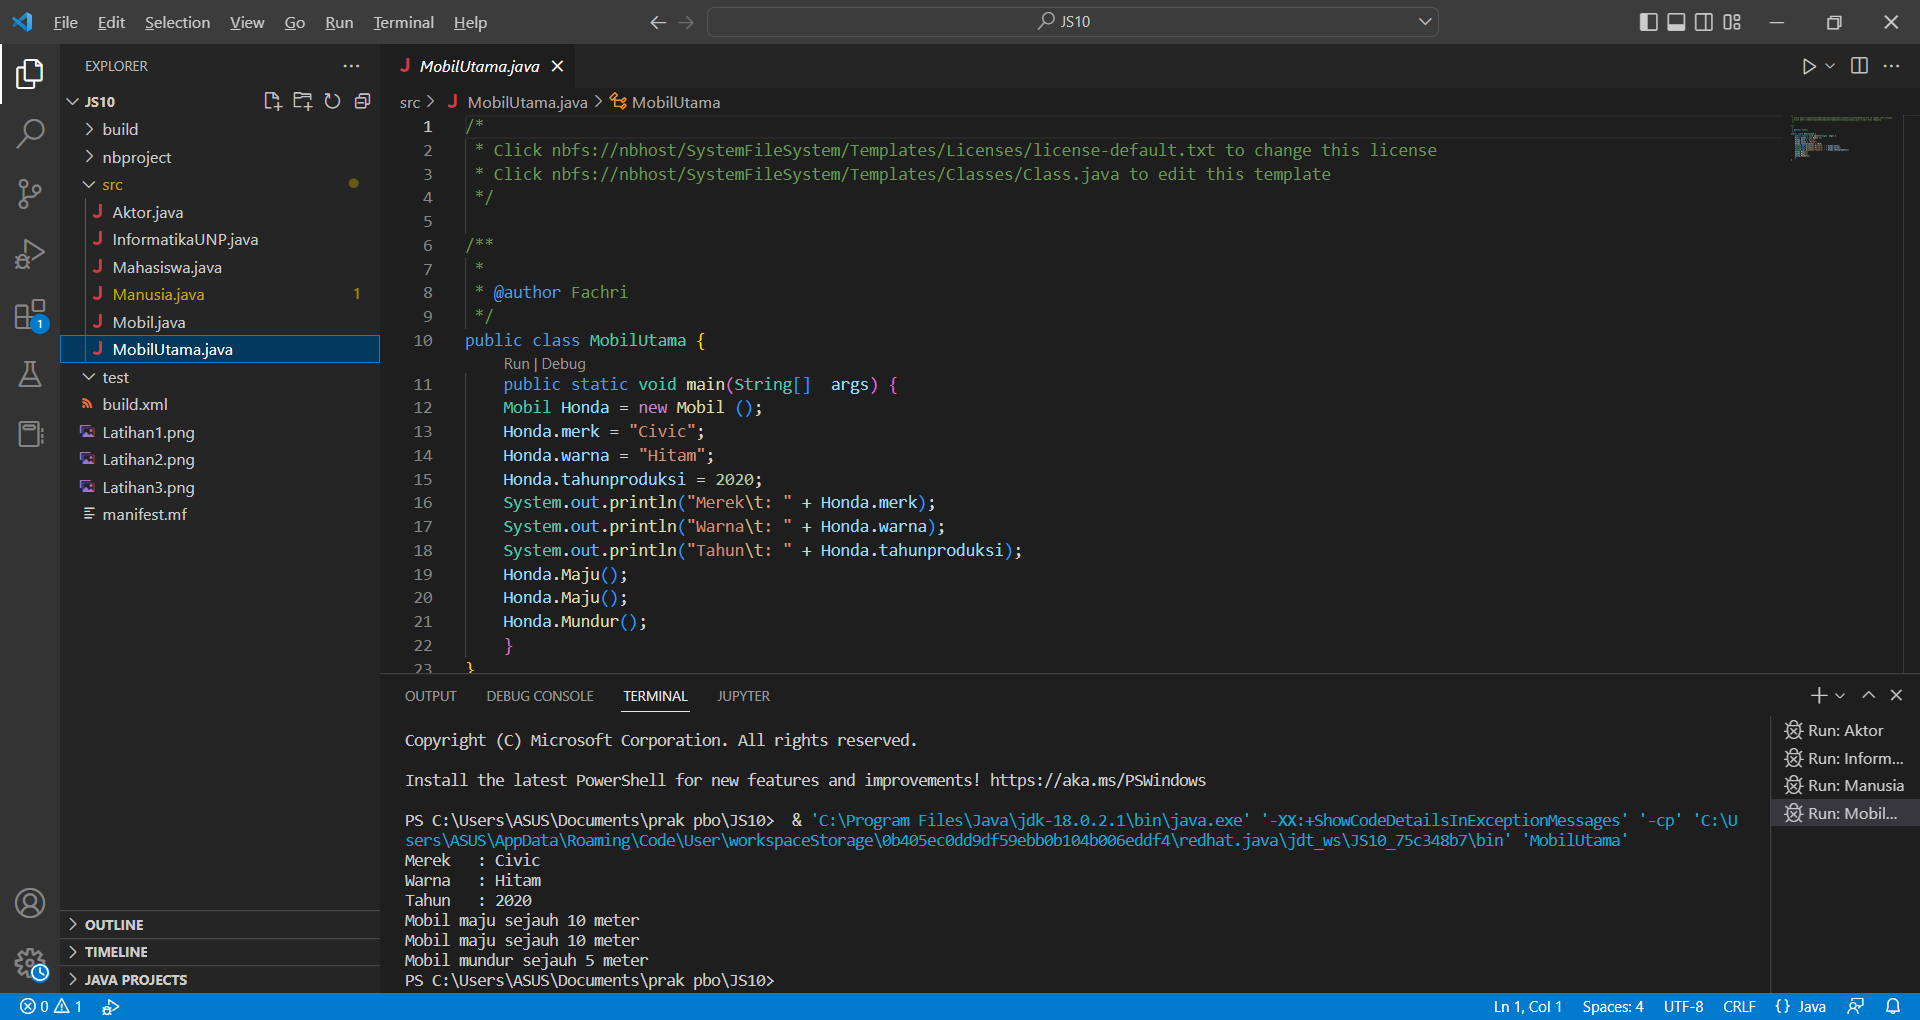 File Edit Selection View Go Run Terminal Help
JS10
EXPLORER
JS10
build
nbproject
src
Aktor.java
InformatikaUNP.java
Mahasiswa.java
Manusia.java 1
Mobil.java
MobilUtama.java
test
build.xml
Latihan1.png
Latihan2.png
Latihan3.png
manifest.mf
OUTLINE
TIMELINE
JAVA PROJECTS
1
MobilUtama.java
src > MobilUtama.java > MobilUtama
1 /*
2 * Click nbfs://nbhost/SystemFileSystem/Templates/Licenses/license-default.txt to change this license
3 * Click nbfs://nbhost/SystemFileSystem/Templates/Classes/Class.java to edit this template
4 */
5
6 /**
7 *
8 * @author Fachri
9 */
10 public class MobilUtama {
Run | Debug
11 public static void main(String[]  args) {
12 Mobil Honda = new Mobil ();
13 Honda.merk = "Civic";
14 Honda.warna = "Hitam";
15 Honda.tahunproduksi = 2020;
16 System.out.println("Merek\t: " + Honda.merk);
17 System.out.println("Warna\t: " + Honda.warna);
18 System.out.println("Tahun\t: " + Honda.tahunproduksi);
19 Honda.Maju();
20 Honda.Maju();
21 Honda.Mundur();
22 }
23 }
OUTPUT DEBUG CONSOLE TERMINAL JUPYTER
Copyright (C) Microsoft Corporation. All rights reserved.
Install the latest PowerShell for new features and improvements! https://aka.ms/PSWindows
PS C:\Users\ASUS\Documents\prak pbo\JS10>  & 'C:\Program Files\Java\jdk-18.0.2.1\bin\java.exe' '-XX:+ShowCodeDetailsInExceptionMessages' '-cp' 'C:\U
sers\ASUS\AppData\Roaming\Code\User\workspaceStorage\0b405ec0dd9df59ebb0b104b006eddf4\redhat.java\jdt_ws\JS10_75c348b7\bin' 'MobilUtama'
Merek   : Civic
Warna   : Hitam
Tahun   : 2020
Mobil maju sejauh 10 meter
Mobil maju sejauh 10 meter
Mobil mundur sejauh 5 meter
PS C:\Users\ASUS\Documents\prak pbo\JS10>
Run: Aktor
Run: Inform...
Run: Manusia
Run: Mobil...
0 1
Ln 1, Col 1 Spaces: 4 UTF-8 CRLF {} Java